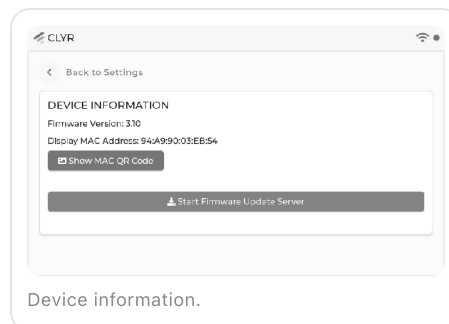 CLYR
Back to Settings
DEVICE INFORMATION
Firmware Version: 3.10
Display MAC Address: 94:A9:90:03:EB:54
Show MAC QR Code
Start Firmware Update Server
Device information.